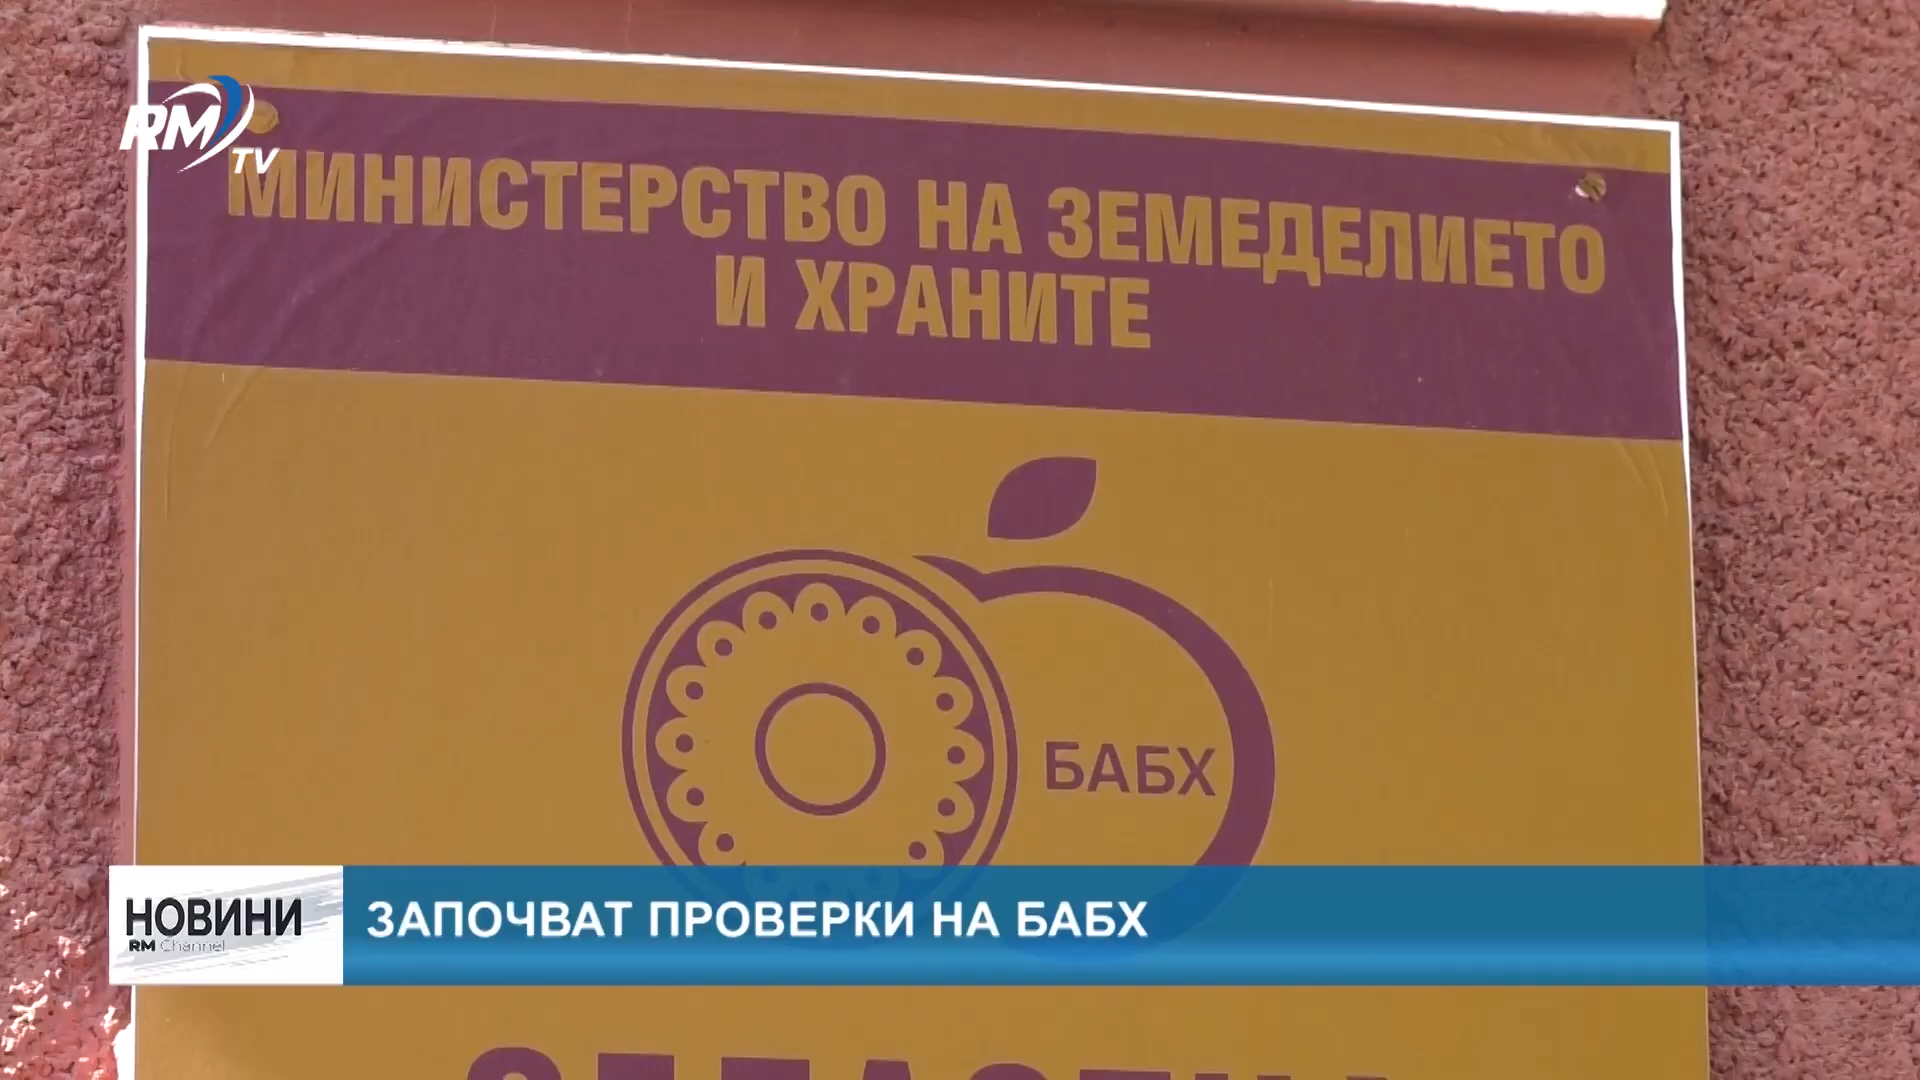 RM
TV
МИНИСТЕРСТВО НА ЗЕМЕДЕЛИЕТО
И ХРАНИТЕ
БАБХ
НОВИНИ
RM Channel
ЗАПОЧВАТ ПРОВЕРКИ НА БАБХ